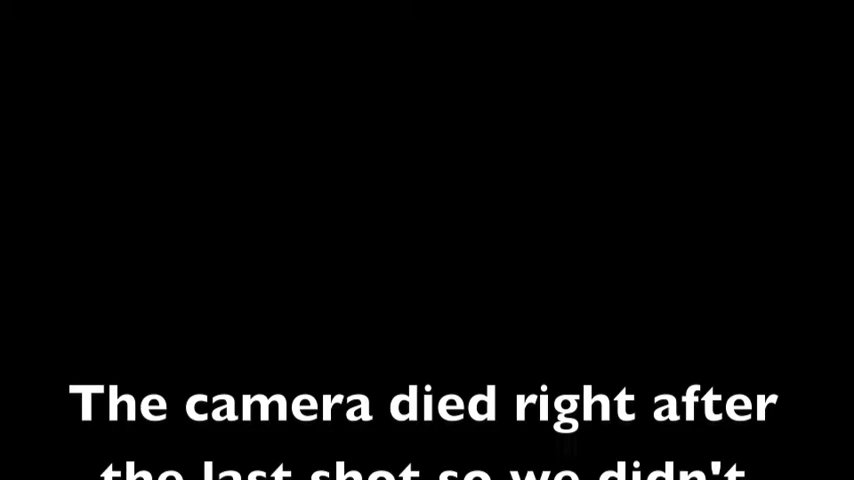 The camera died right after
the last shot so we didn't